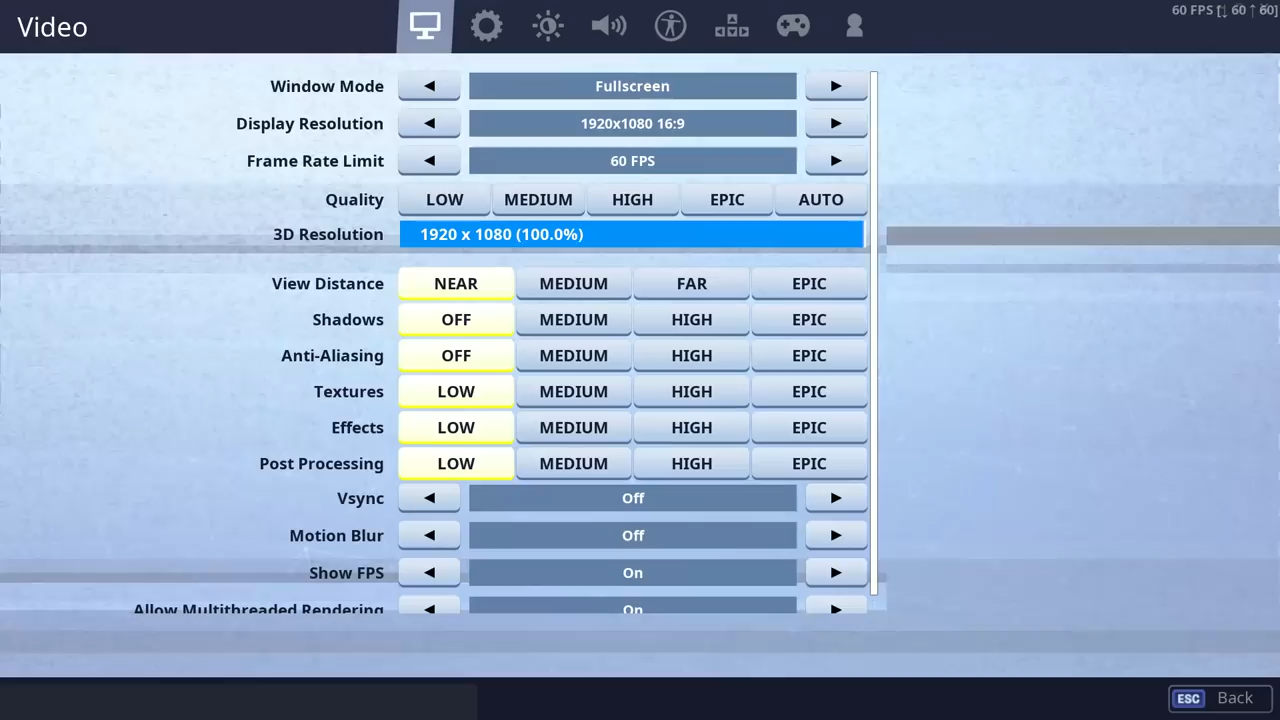 Video
60 FPS [↓ 60 ↑ 60]
Window Mode ◀ Fullscreen ▶
Display Resolution ◀ 1920x1080 16:9 ▶
Frame Rate Limit ◀ 60 FPS ▶
Quality LOW MEDIUM HIGH EPIC AUTO
3D Resolution 1920 x 1080 (100.0%)
View Distance NEAR MEDIUM FAR EPIC
Shadows OFF MEDIUM HIGH EPIC
Anti-Aliasing OFF MEDIUM HIGH EPIC
Textures LOW MEDIUM HIGH EPIC
Effects LOW MEDIUM HIGH EPIC
Post Processing LOW MEDIUM HIGH EPIC
Vsync ◀ Off ▶
Motion Blur ◀ Off ▶
Show FPS ◀ On ▶
Allow Multithreaded Rendering ◀ On ▶
ESC Back